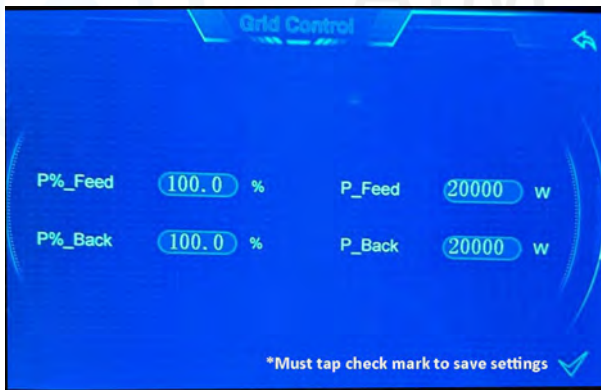 Grid Control
P%_Feed 100.0 % P_Feed 20000 W
P%_Back 100.0 % P_Back 20000 W
*Must tap check mark to save settings